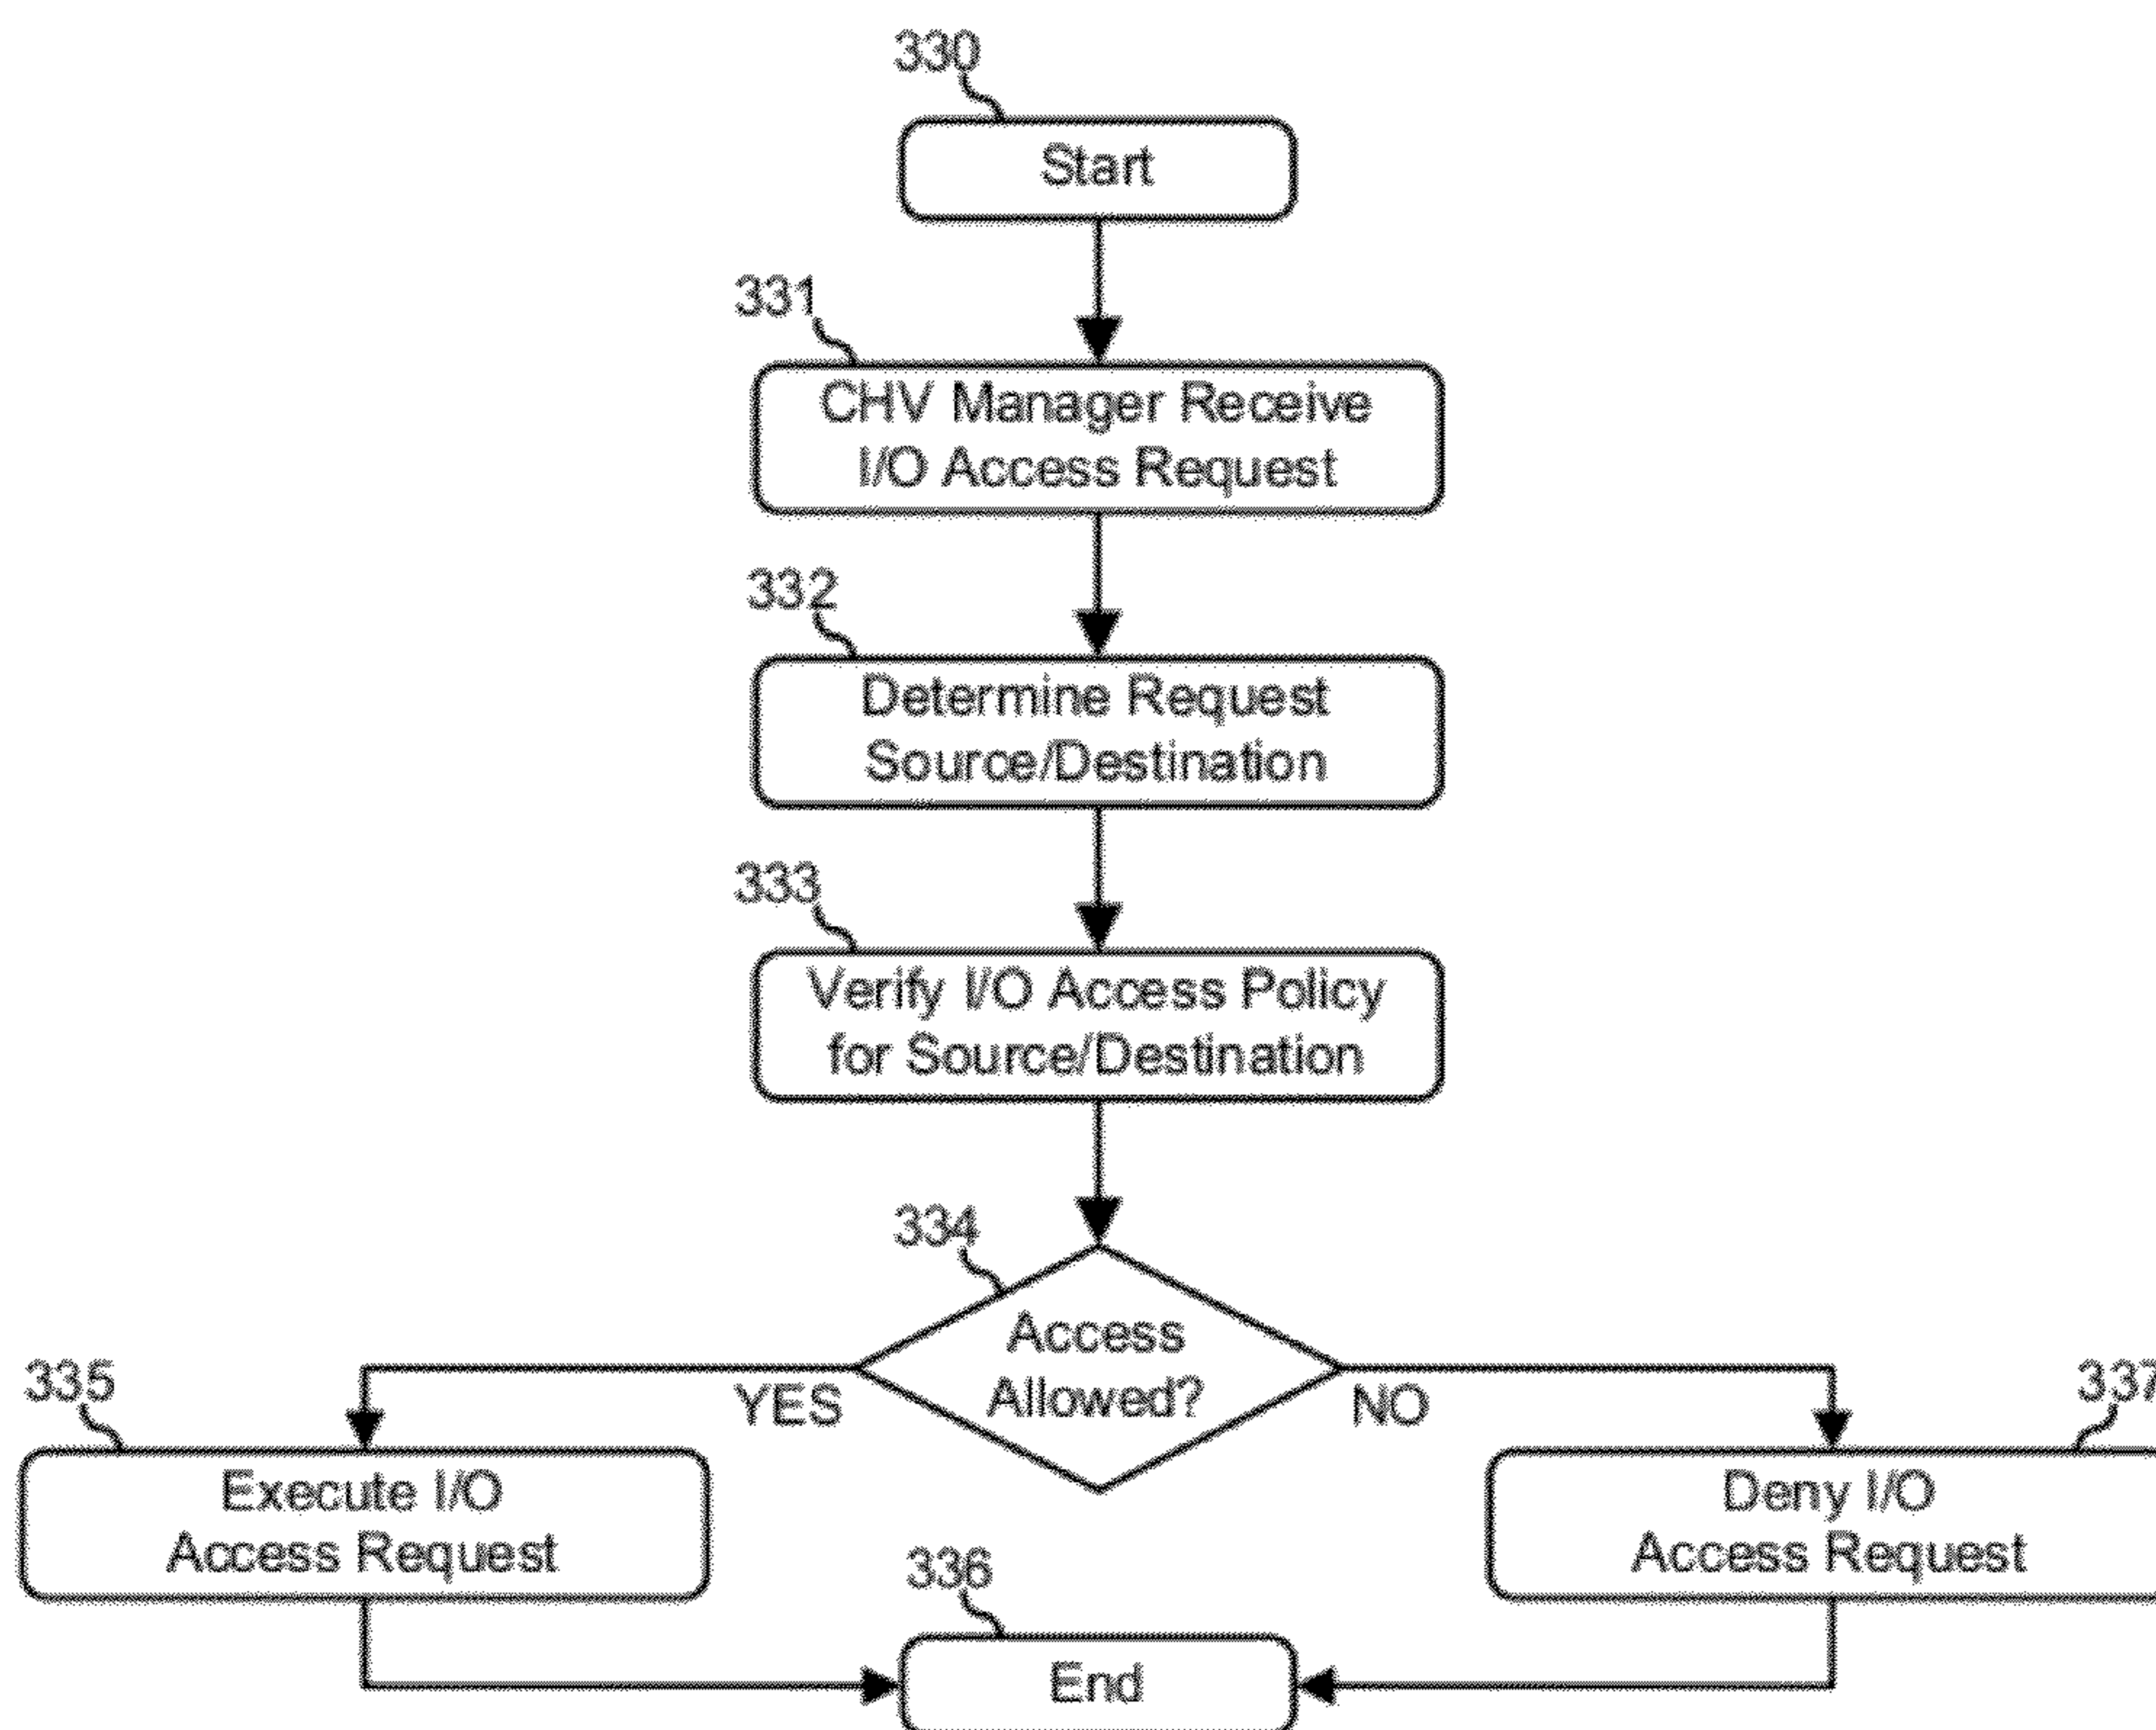 330
Start
331
CHV Manager Receive
I/O Access Request
332
Determine Request
Source/Destination
333
Verify I/O Access Policy
for Source/Destination
334
Access
Allowed?
YES
NO
335
Execute I/O
Access Request
337
Deny I/O
Access Request
336
End